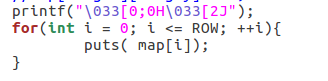 printf("\033[0;0H\033[2J");
for(int i = 0; i <= ROW; ++i){
puts( map[i]);
}